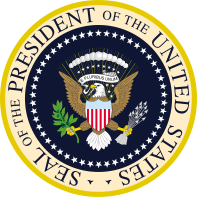 SEAL OF THE PRESIDENT OF THE UNITED STATES
E PLURIBUS UNUM